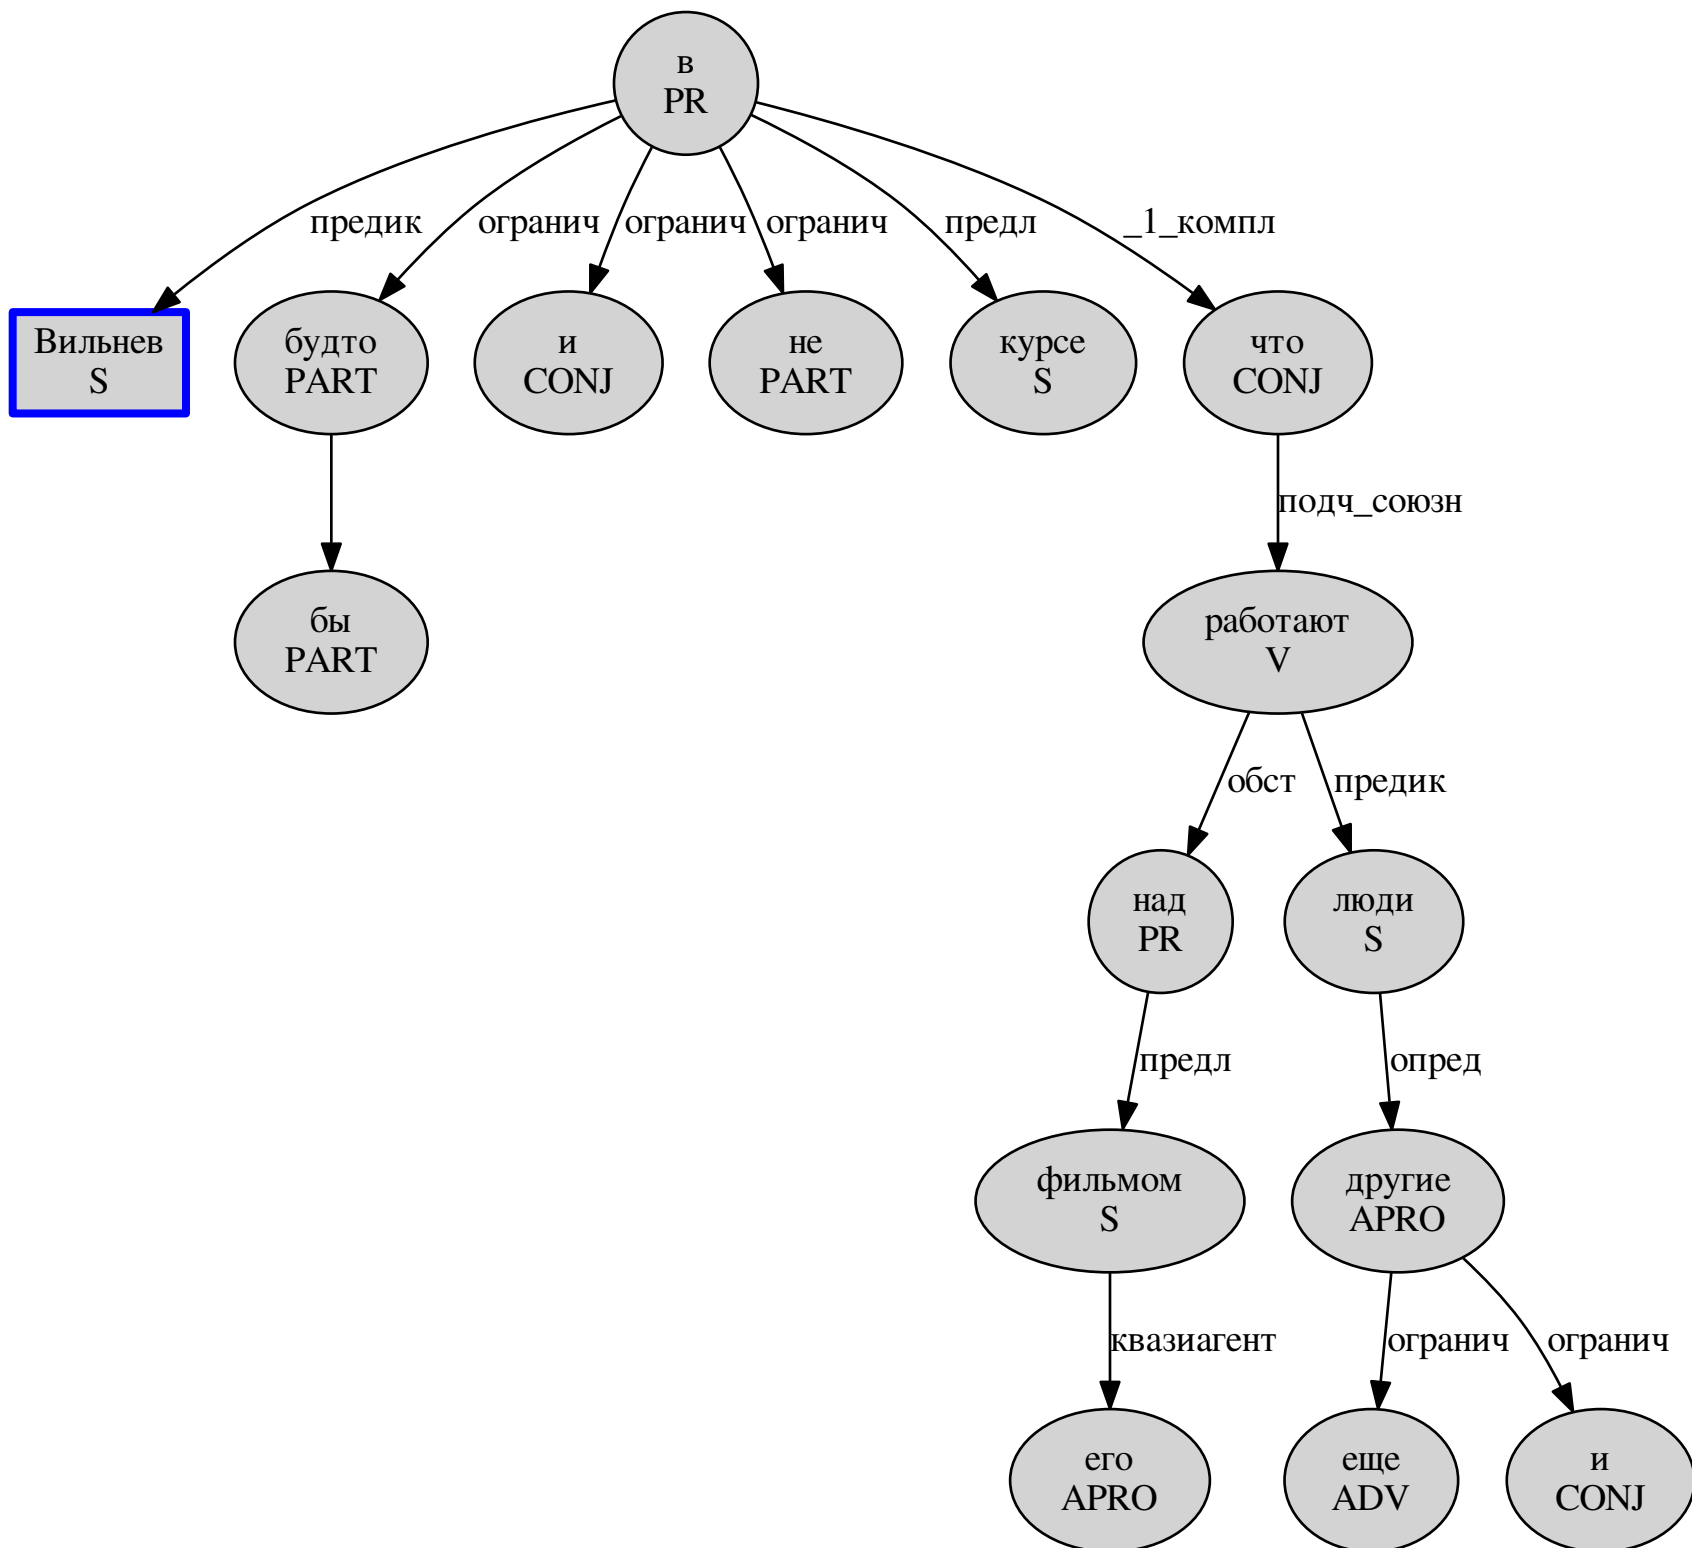 в
PR
предик
огранич
огранич
огранич
предл
_1_компл
Вильнев
S
будто
PART
и
CONJ
не
PART
курсе
S
что
CONJ
подч_союзн
бы
PART
работают
V
обст
предик
над
PR
люди
S
предл
опред
фильмом
S
другие
APRO
квазиагент
огранич
огранич
его
APRO
еще
ADV
и
CONJ